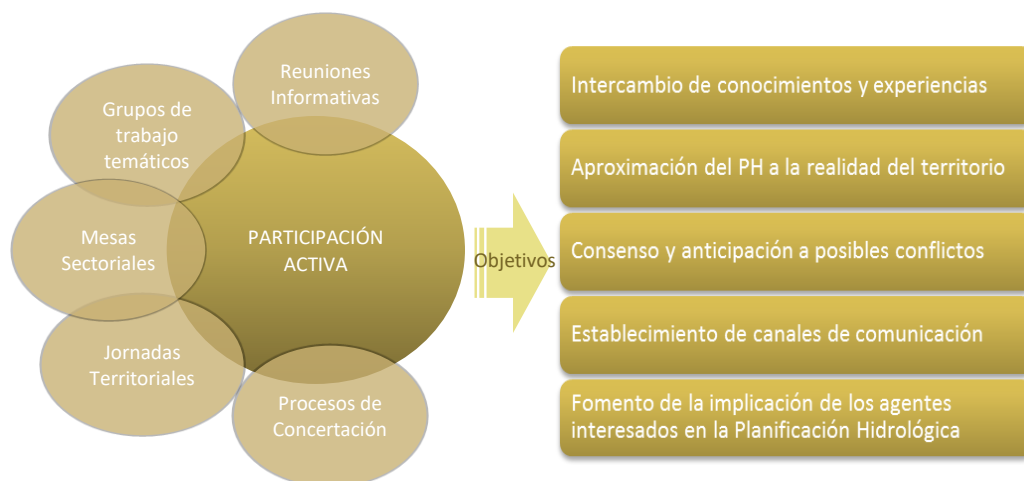 Reuniones
Informativas
Grupos de
trabajo
temáticos
Mesas
Sectoriales
PARTICIPACIÓN
ACTIVA
Jornadas
Territoriales
Procesos de
Concertación
Objetivos
Intercambio de conocimientos y experiencias
Aproximación del PH a la realidad del territorio
Consenso y anticipación a posibles conflictos
Establecimiento de canales de comunicación
Fomento de la implicación de los agentes
interesados en la Planificación Hidrológica